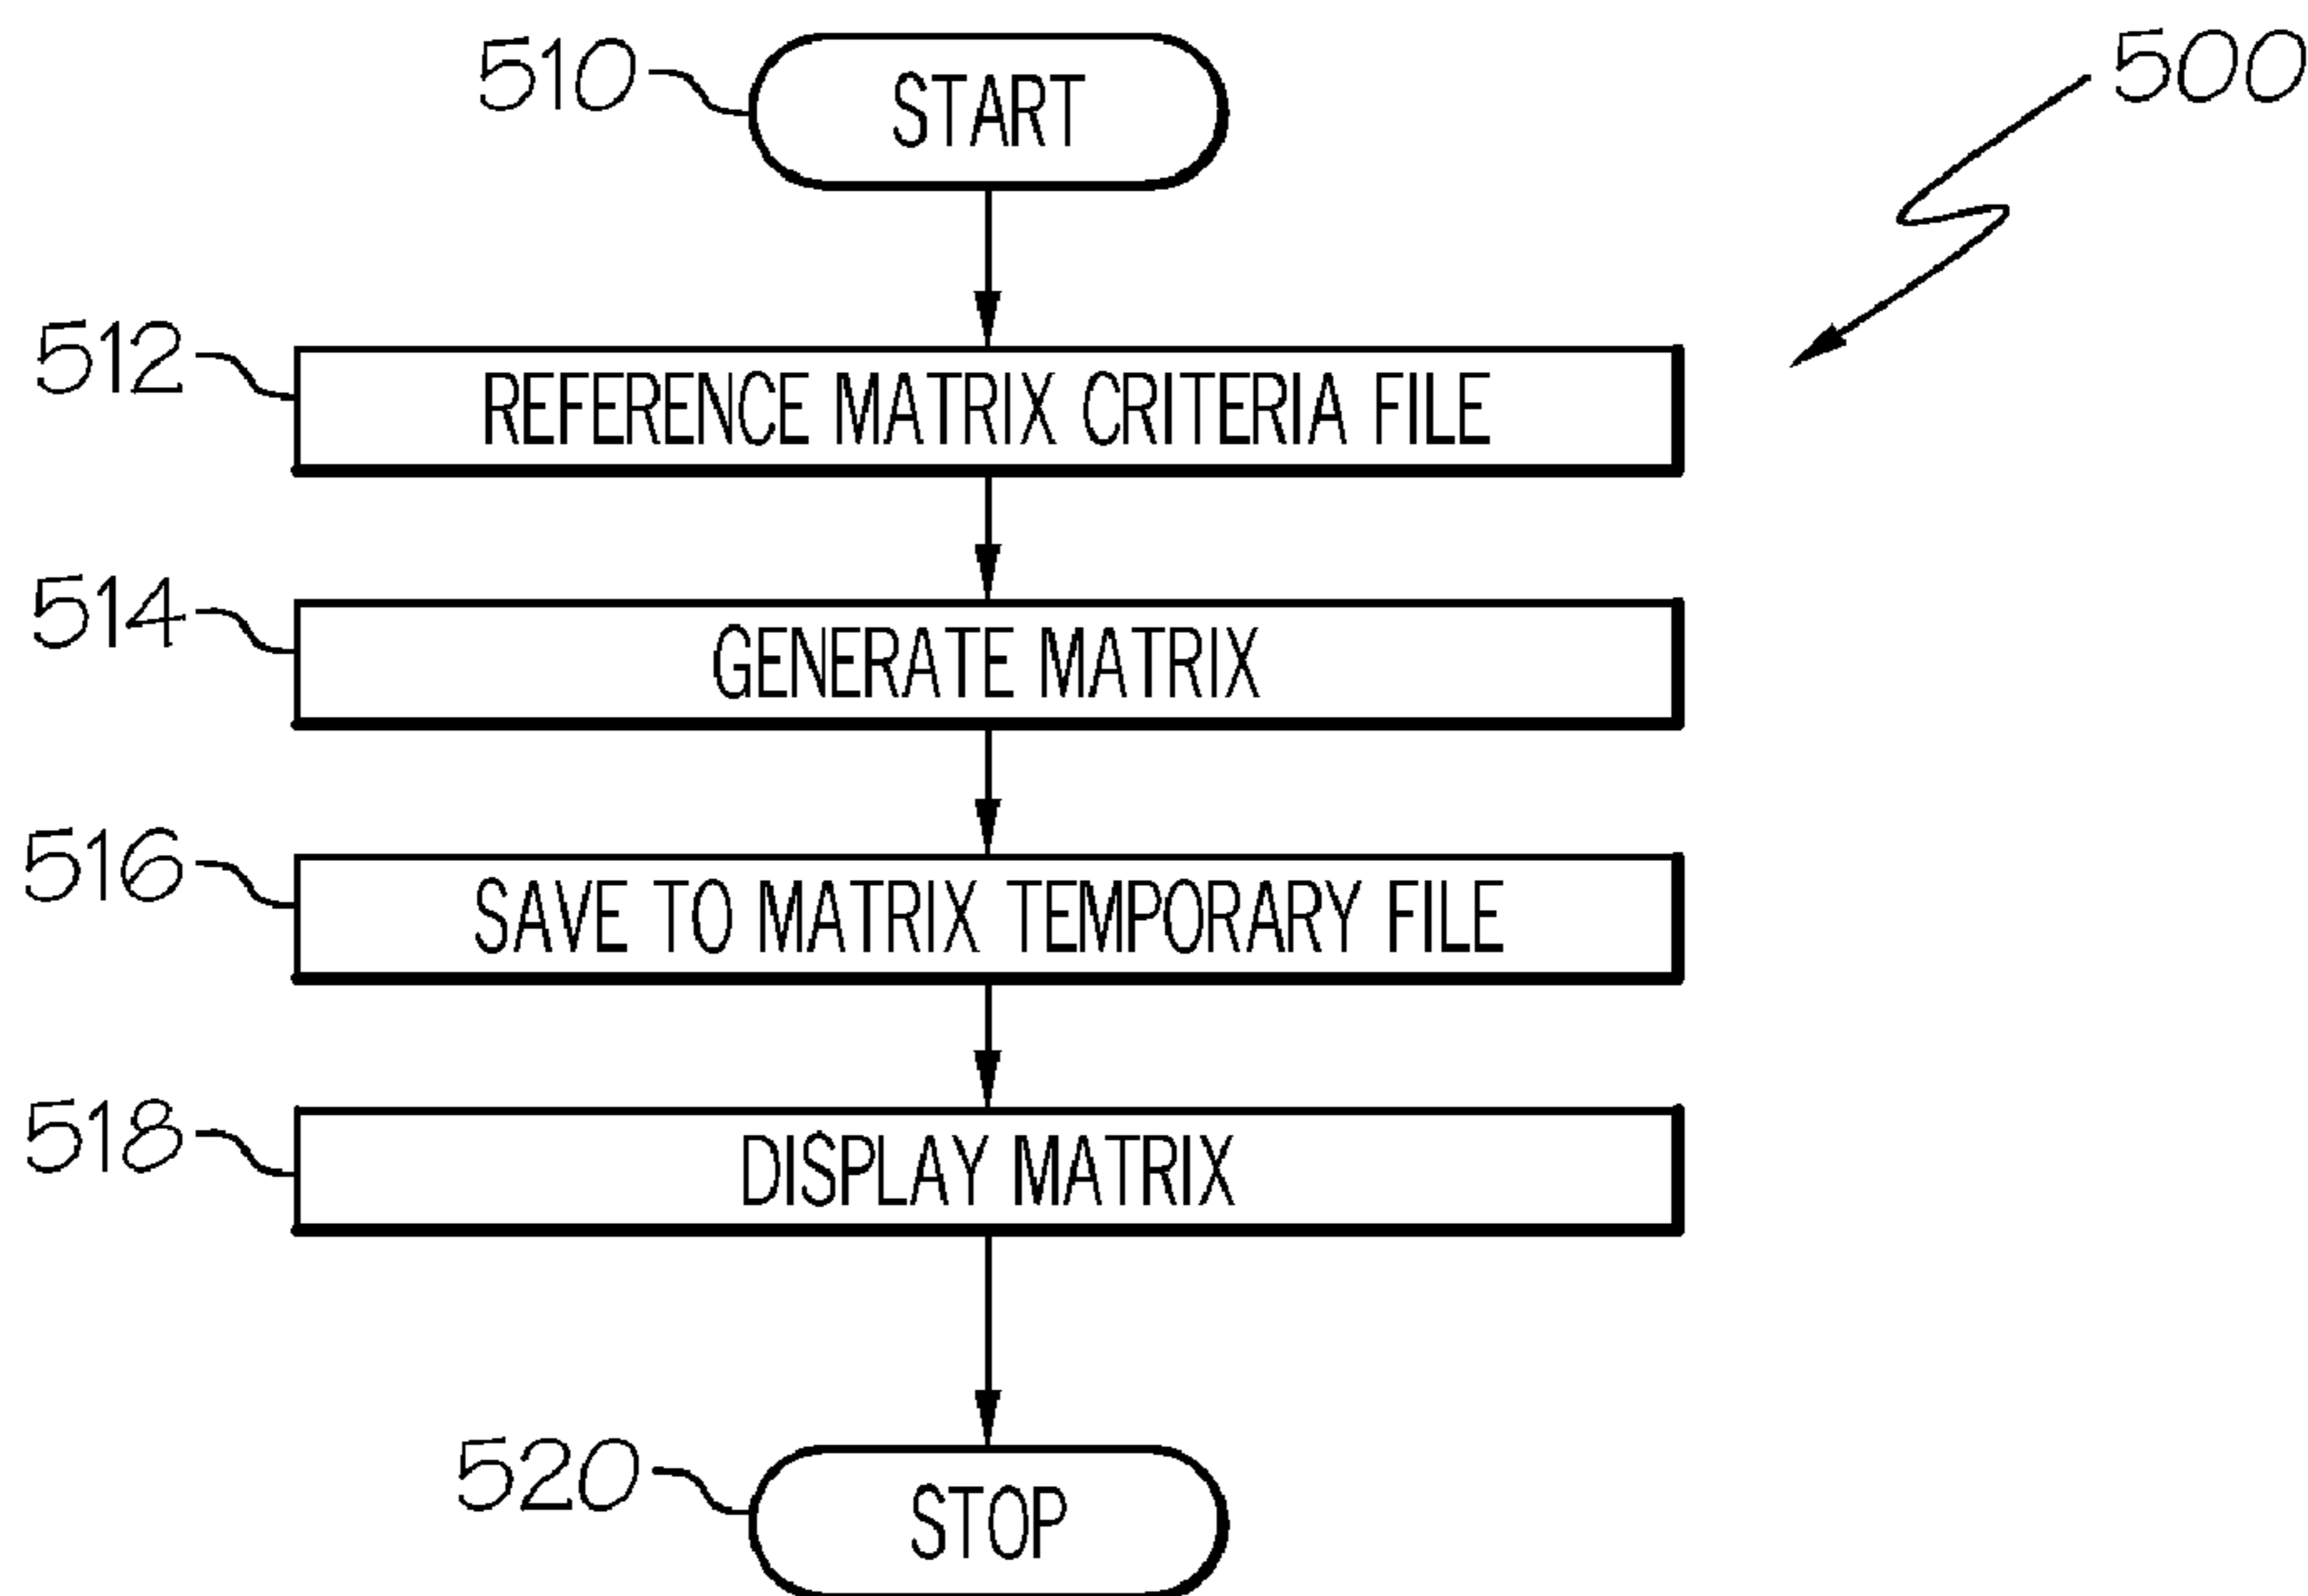 510
START
500
512
REFERENCE MATRIX CRITERIA FILE
514
GENERATE MATRIX
516
SAVE TO MATRIX TEMPORARY FILE
518
DISPLAY MATRIX
520
STOP